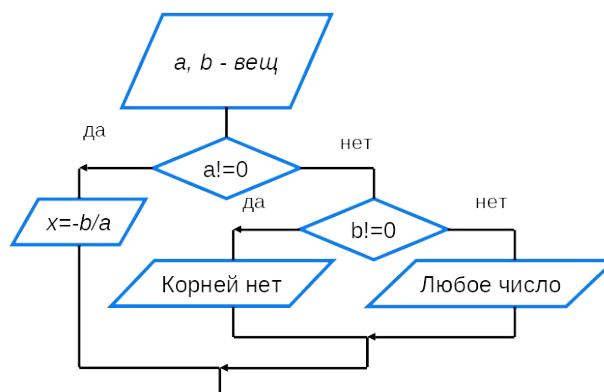 a, b - вещ
да
a!=0
нет
x=-b/a
да
b!=0
нет
Корней нет
Любое число